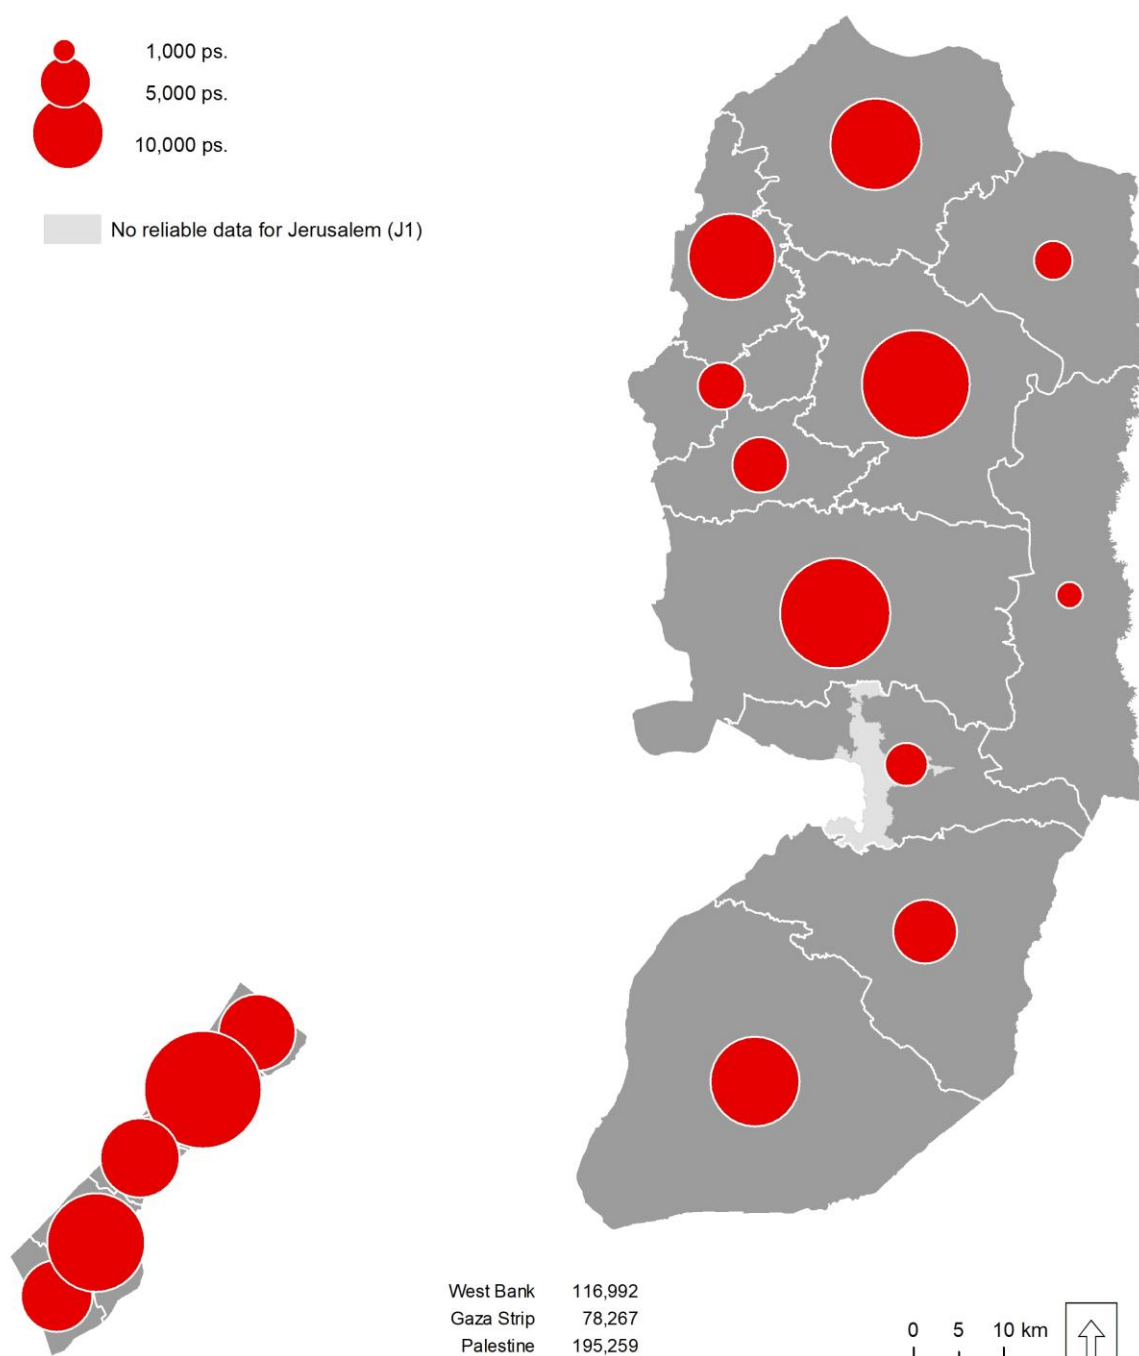 1,000 ps.
5,000 ps.
10,000 ps.
No reliable data for Jerusalem (J1)
West Bank 116,992
Gaza Strip 78,267
Palestine 195,259
0 5 10 km